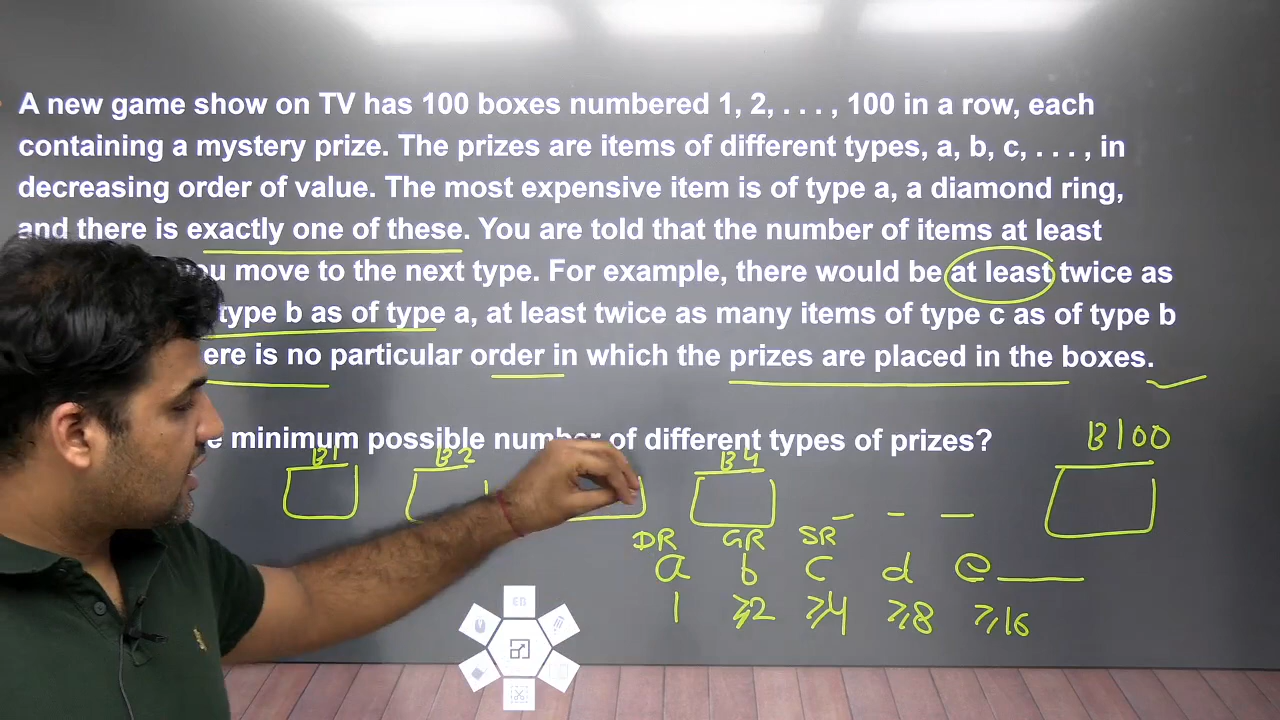 A new game show on TV has 100 boxes numbered 1, 2, . . . , 100 in a row, each
containing a mystery prize. The prizes are items of different types, a, b, c, . . . , in
decreasing order of value. The most expensive item is of type a, a diamond ring,
and there is exactly one of these. You are told that the number of items at least
you move to the next type. For example, there would be at least twice as
type b as of type a, at least twice as many items of type c as of type b
ere is no particular order in which the prizes are placed in the boxes.
e minimum possible number of different types of prizes?
B1 B2 B4 B100
DR GR SR
a b c d e
1 ≥2 ≥4 ≥8 ≥16
EN